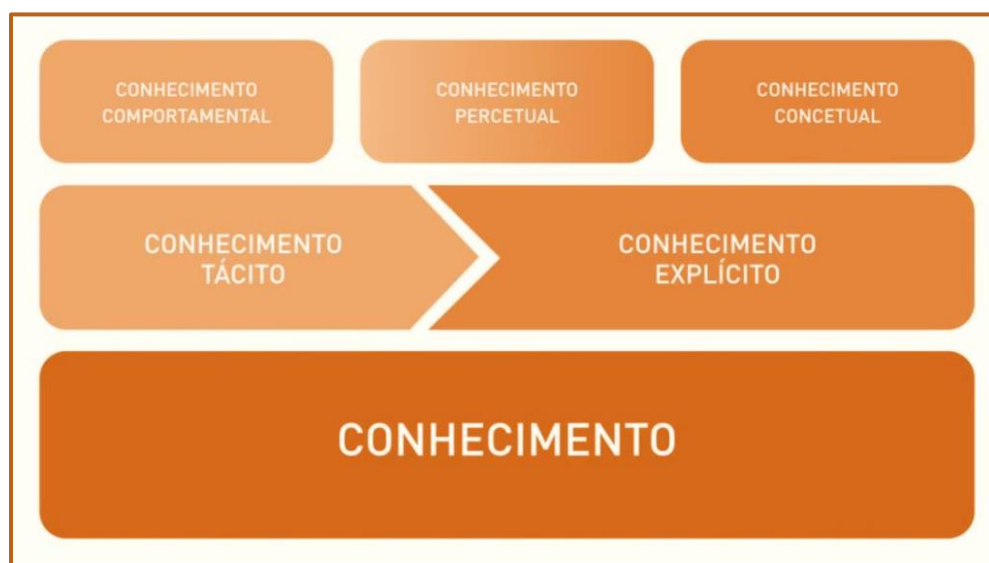 CONHECIMENTO
COMPORTAMENTAL
CONHECIMENTO
PERCETUAL
CONHECIMENTO
CONCETUAL
CONHECIMENTO
TÁCITO
CONHECIMENTO
EXPLÍCITO
CONHECIMENTO